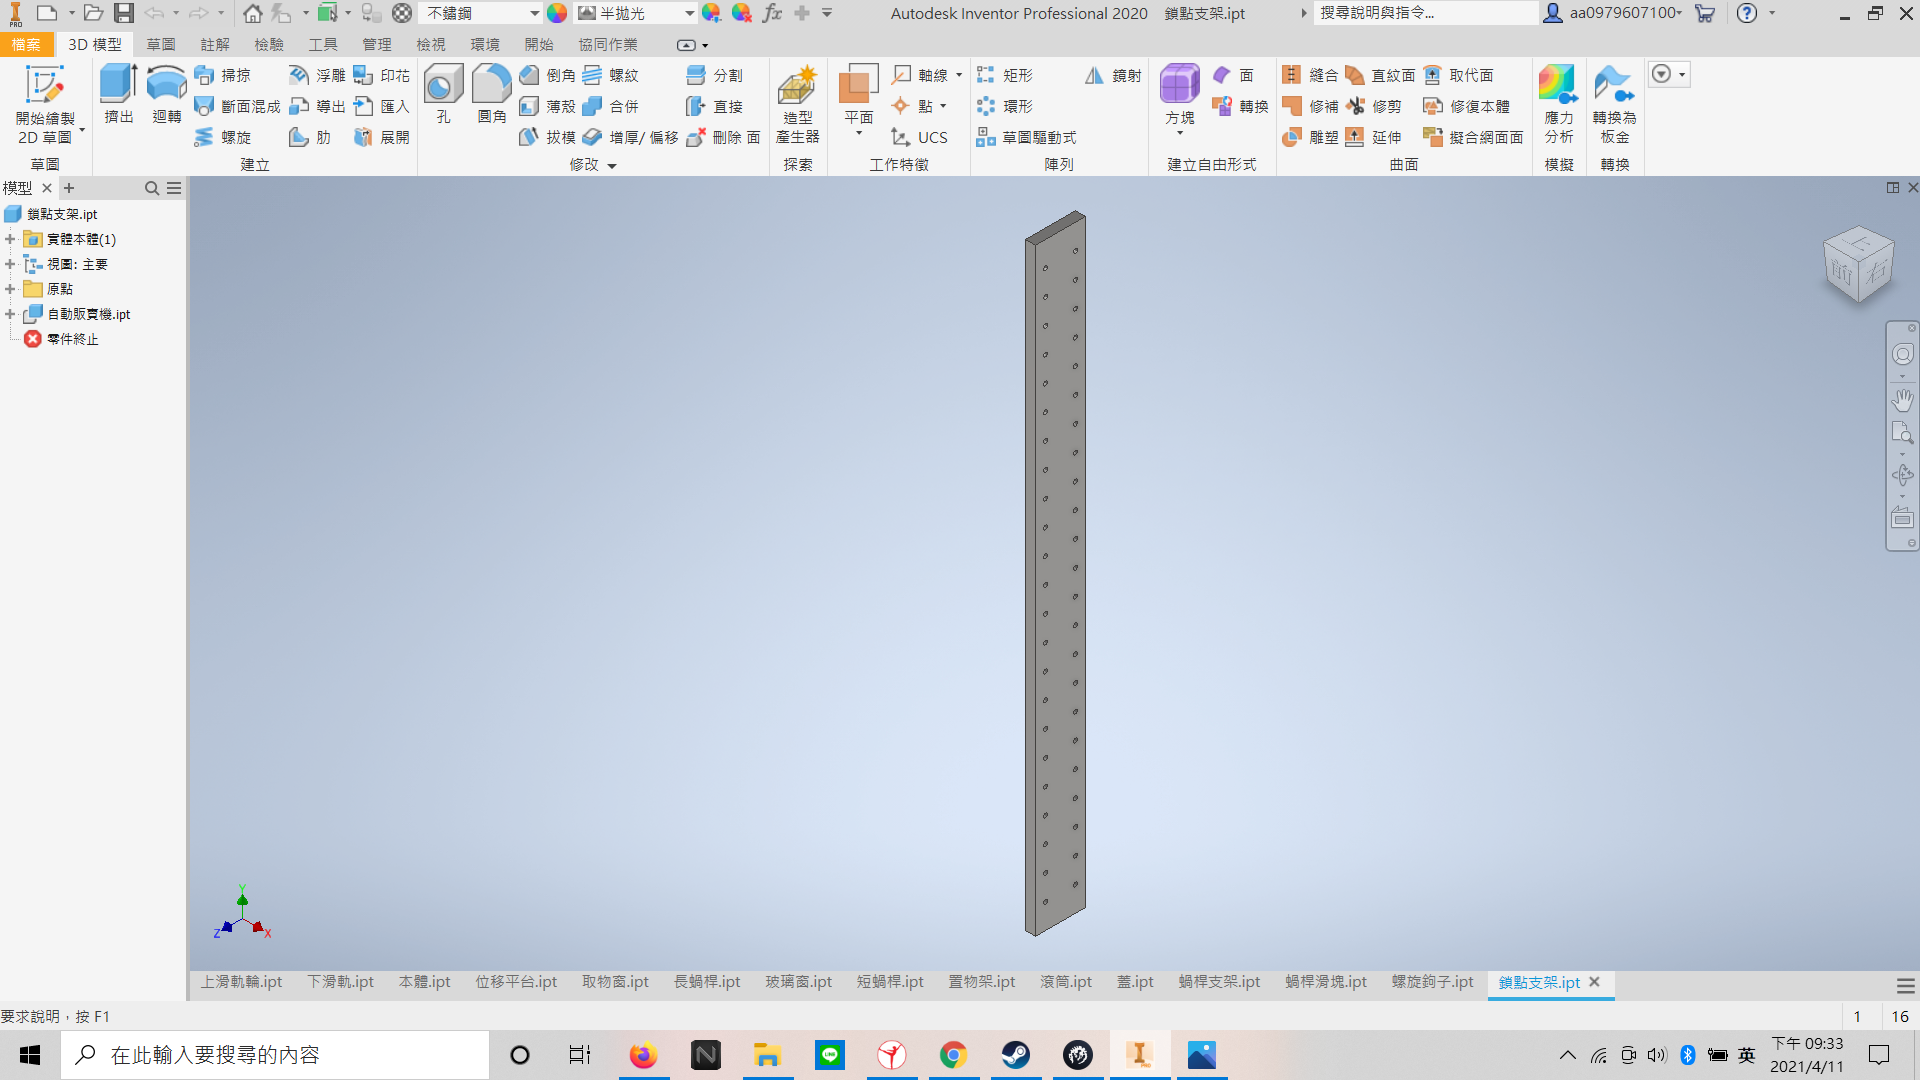 PRO 不鏽鋼 半拋光 fx Autodesk Inventor Professional 2020 鎖點支架.ipt 搜尋說明與指令... aa0979607100
檔案 3D 模型 草圖 註解 檢驗 工具 管理 檢視 環境 開始 協同作業
開始繪製
2D 草圖
草圖
擠出 迴轉
掃掠 浮雕 印花
斷面混成 導出 匯入
螺旋 肋 展開
建立
孔 圓角
倒角 螺紋 分割
薄殼 合併 直接
拔模 增厚/ 偏移 刪除 面
修改
造型
產生器
探索
平面
軸線
點
UCS
工作特徵
矩形 鏡射
環形
草圖驅動式
陣列
方塊
面
轉換
建立自由形式
縫合 直紋面 取代面
修補 修剪 修復本體
雕塑 延伸 擬合網面面
曲面
應力
分析
模擬
轉換為
板金
轉換
模型
鎖點支架.ipt
實體本體(1)
視圖: 主要
原點
自動販賣機.ipt
零件終止
上
前 右
Y
Z X
上滑軌輪.ipt 下滑軌.ipt 本體.ipt 位移平台.ipt 取物窗.ipt 長蝸桿.ipt 玻璃窗.ipt 短蝸桿.ipt 置物架.ipt 滾筒.ipt 蓋.ipt 蝸桿支架.ipt 蝸桿滑塊.ipt 螺旋鉤子.ipt 鎖點支架.ipt
要求說明，按 F1 1 16
在此輸入要搜尋的內容 LINE 英 下午 09:33
2021/4/11